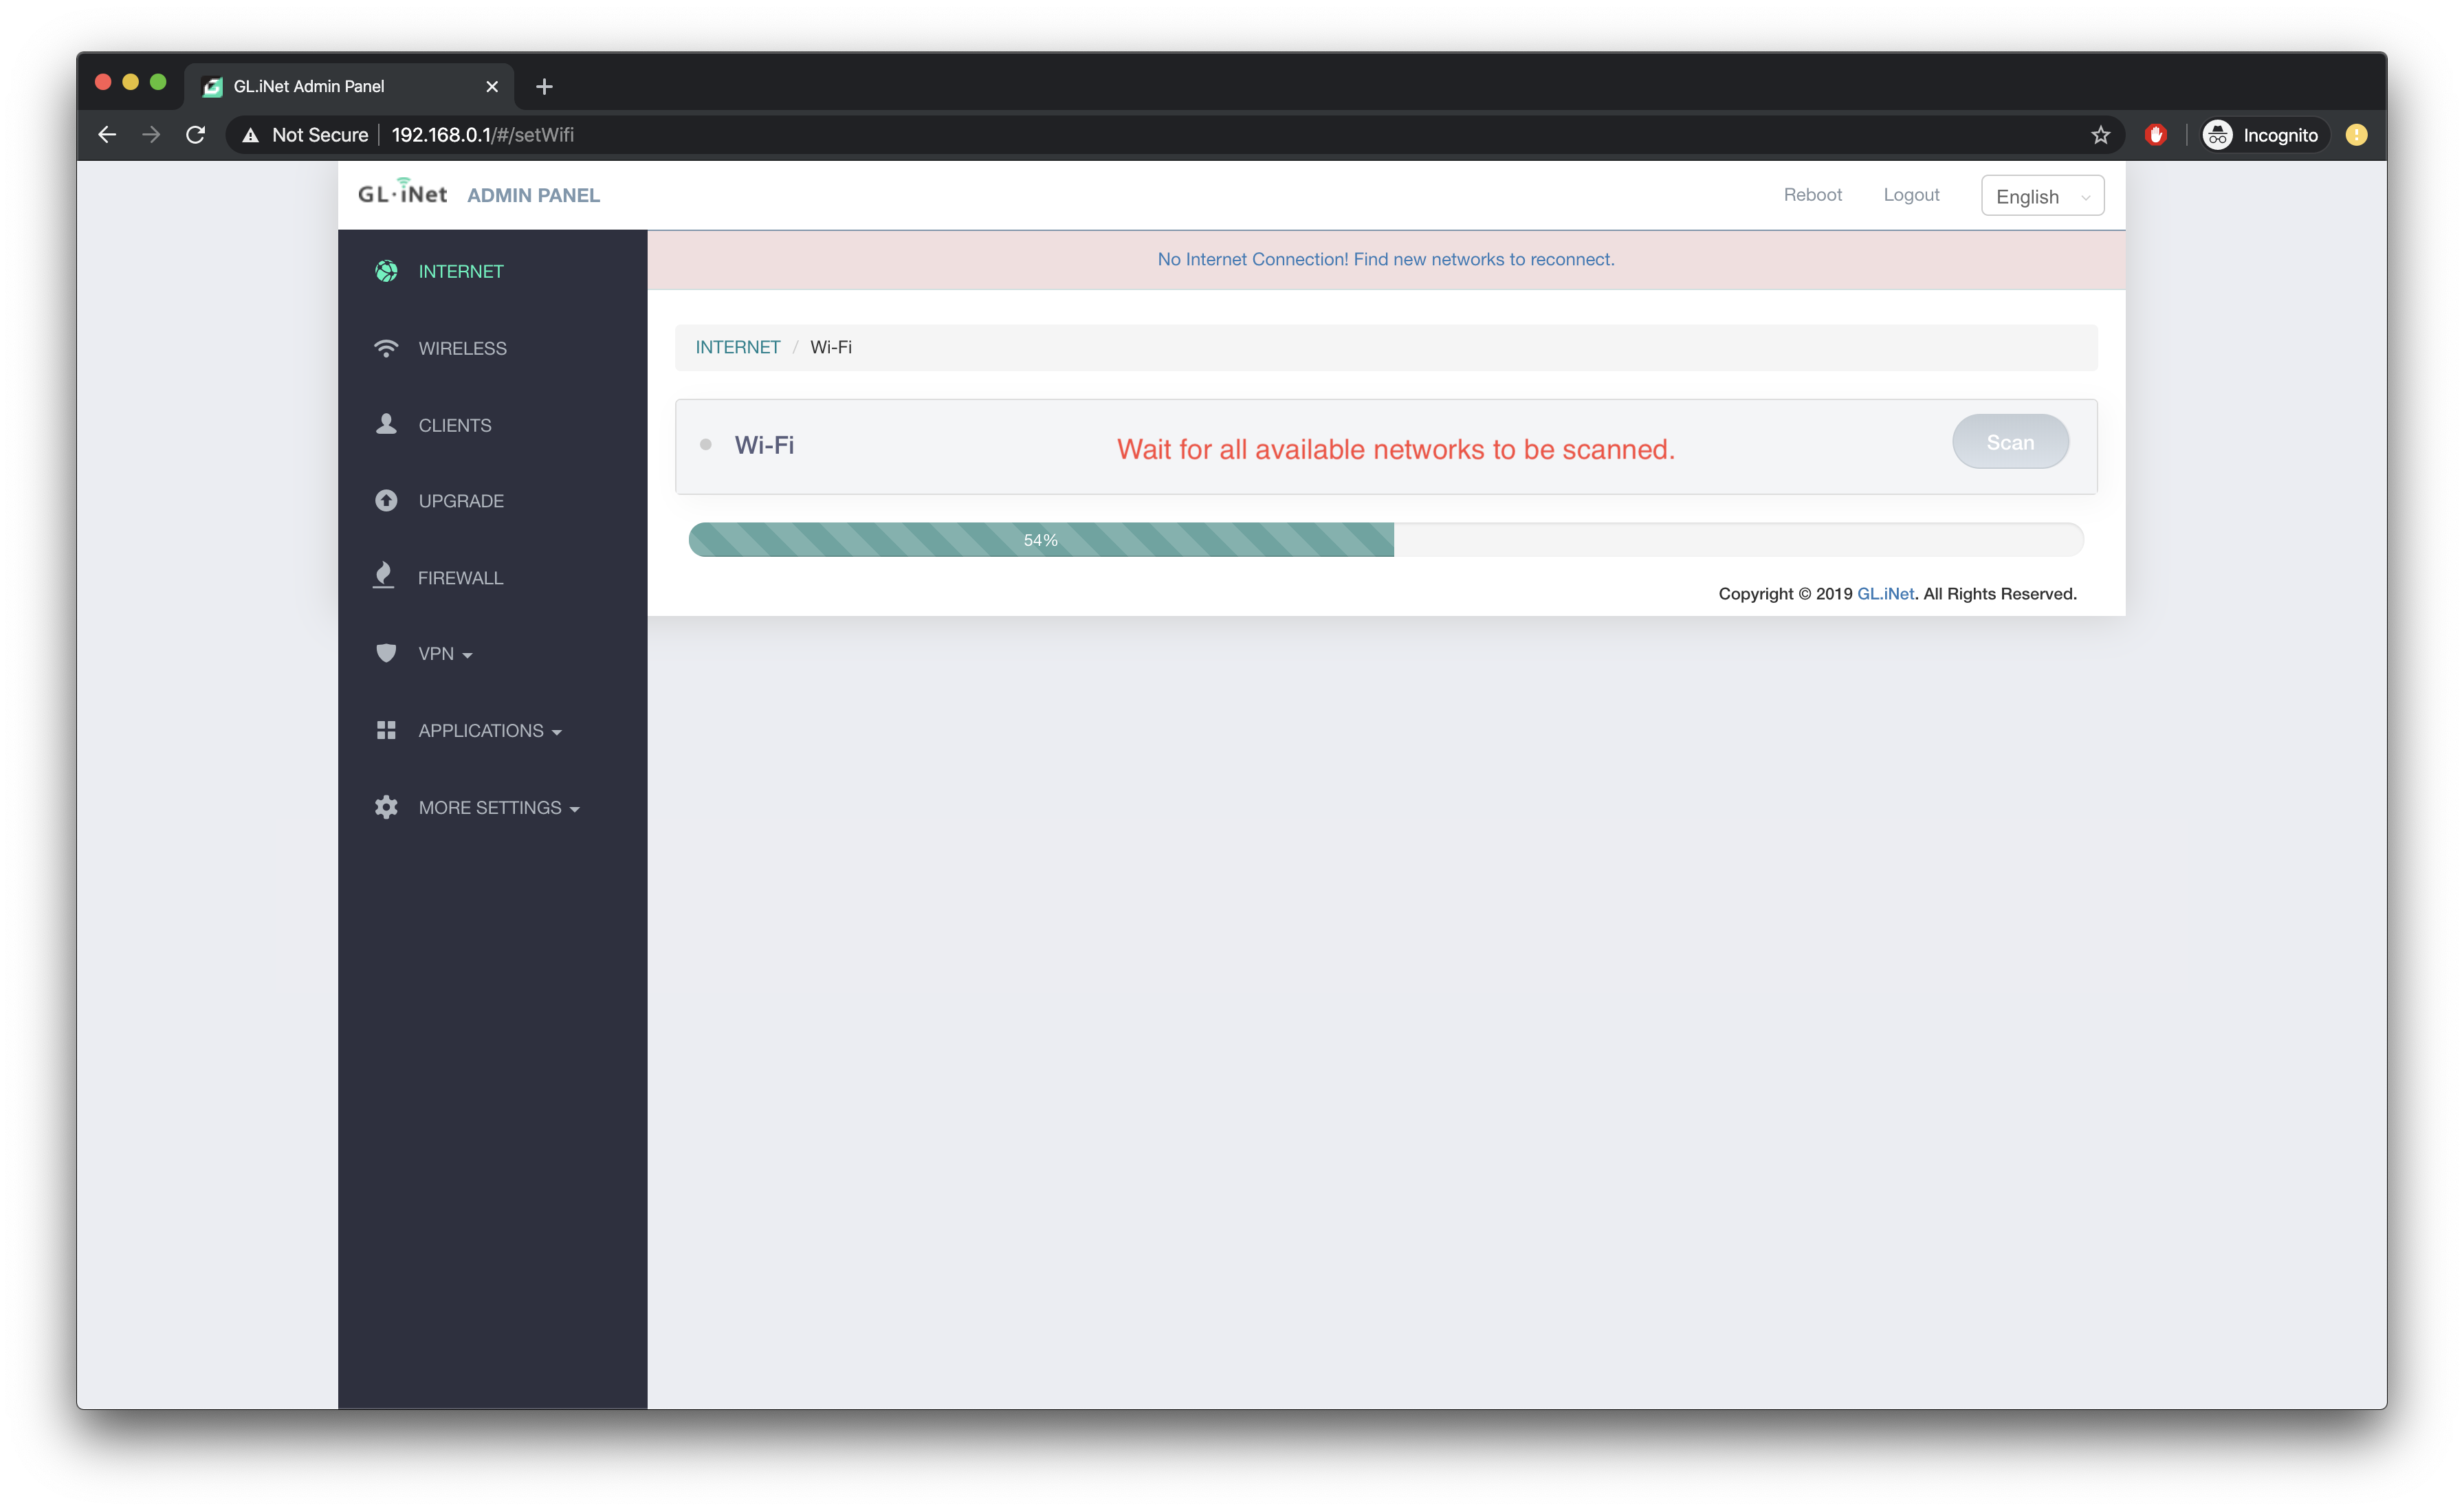 GL.iNet Admin Panel
Not Secure 192.168.0.1/#/setWifi
Incognito
GL·iNet ADMIN PANEL
Reboot Logout English
INTERNET
WIRELESS
CLIENTS
UPGRADE
FIREWALL
VPN
APPLICATIONS
MORE SETTINGS
No Internet Connection! Find new networks to reconnect.
INTERNET / Wi-Fi
Wi-Fi Wait for all available networks to be scanned. Scan
54%
Copyright © 2019 GL.iNet. All Rights Reserved.